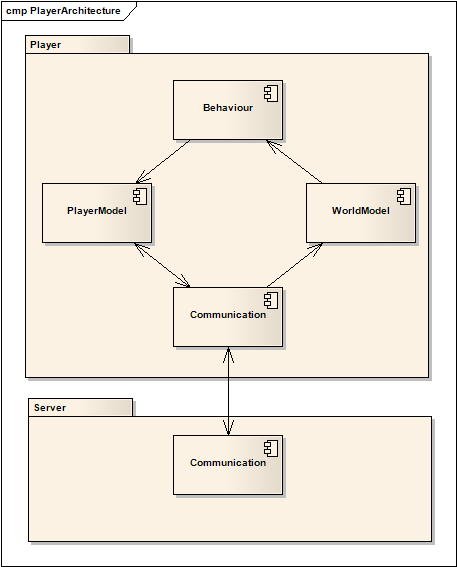 cmp PlayerArchitecture
Player
Behaviour
PlayerModel
WorldModel
Communication
Server
Communication